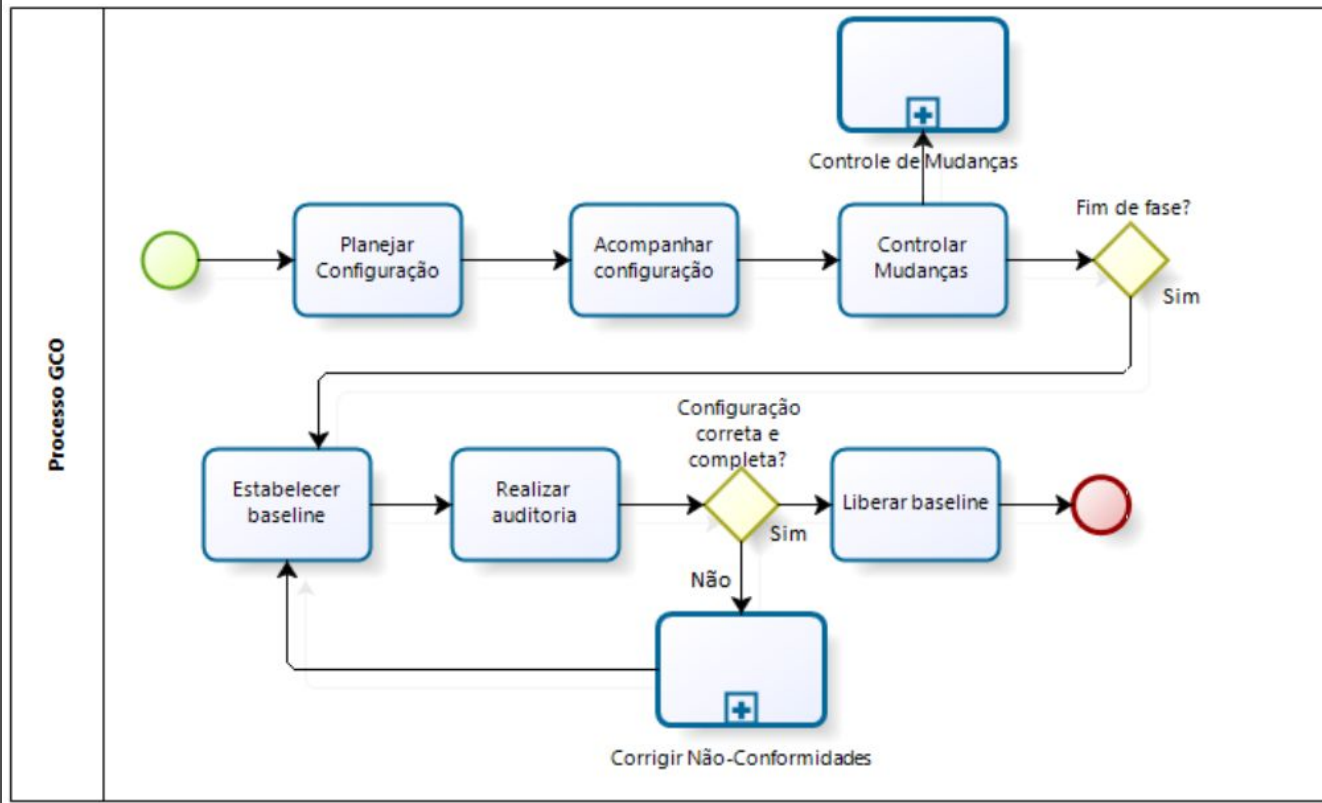 Processo GCO
Controle de Mudanças
Planejar
Configuração
Acompanhar
configuração
Controlar
Mudanças
Fim de fase?
Sim
Estabelecer
baseline
Realizar
auditoria
Configuração
correta e
completa?
Sim
Não
Liberar baseline
Corrigir Não-Conformidades